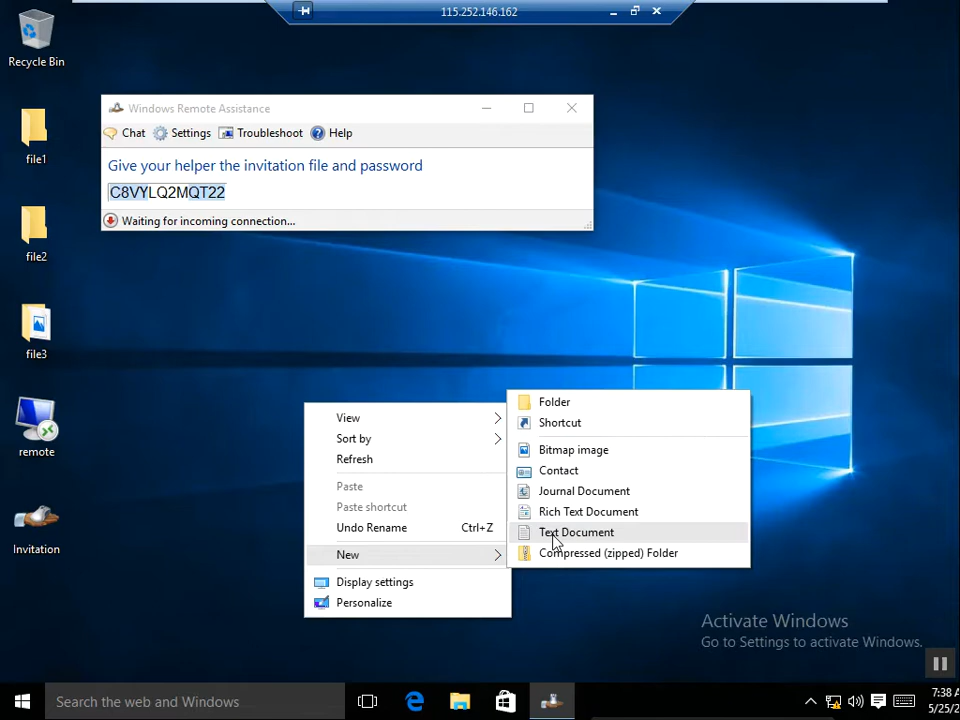 115.252.146.162
Recycle Bin
file1
file2
file3
remote
Invitation
Windows Remote Assistance
Chat Settings Troubleshoot Help
Give your helper the invitation file and password
C8VYLQ2MQT22
Waiting for incoming connection...
View
Sort by
Refresh
Paste
Paste shortcut
Undo Rename Ctrl+Z
New
Display settings
Personalize
Folder
Shortcut
Bitmap image
Contact
Journal Document
Rich Text Document
Text Document
Compressed (zipped) Folder
Activate Windows
Go to Settings to activate Windows.
Search the web and Windows
7:38 A
5/25/2